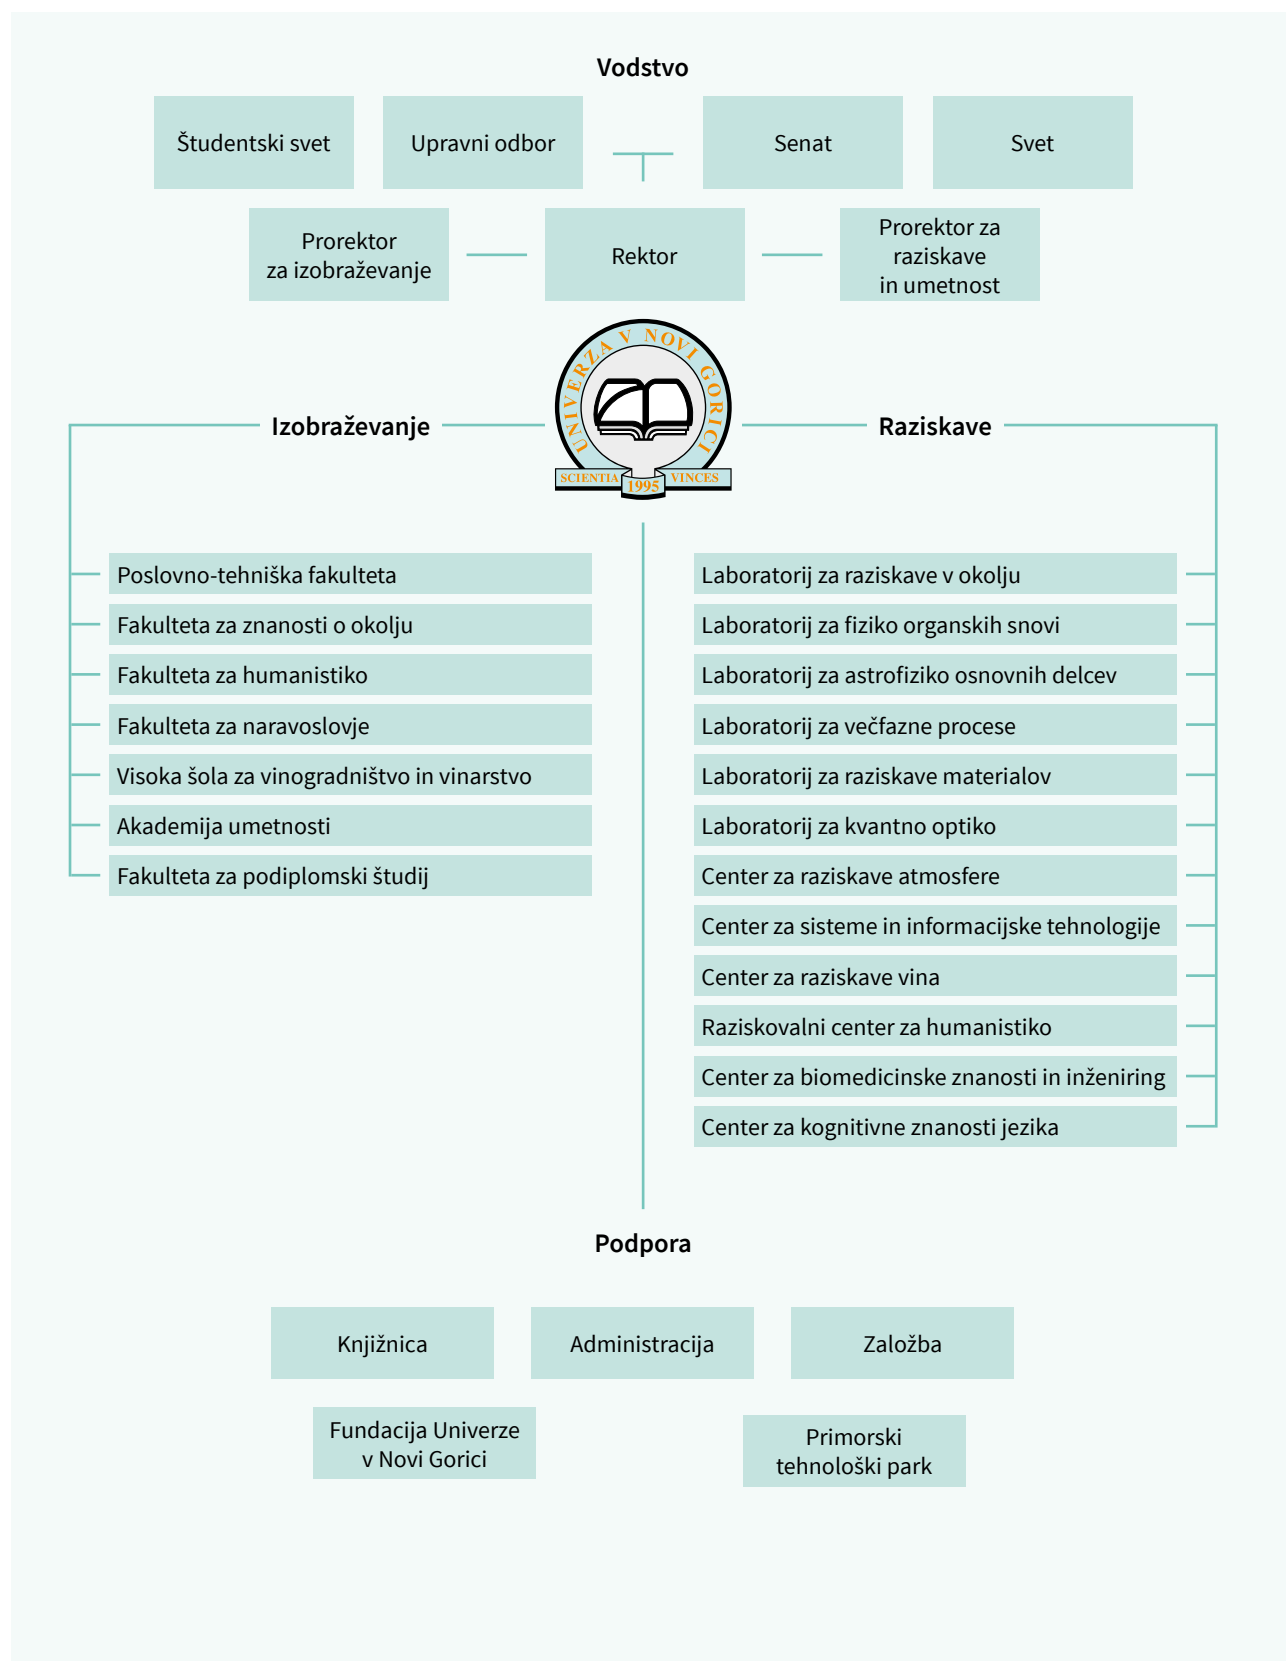 Vodstvo
Študentski svet
Upravni odbor
Senat
Svet
Prorektor
za izobraževanje
Rektor
Prorektor za
raziskave
in umetnost
UNIVERZA V NOVI GORICI
SCIENTIA
1995
VINCES
Izobraževanje
Poslovno-tehniška fakulteta
Fakulteta za znanosti o okolju
Fakulteta za humanistiko
Fakulteta za naravoslovje
Visoka šola za vinogradništvo in vinarstvo
Akademija umetnosti
Fakulteta za podiplomski študij
Raziskave
Laboratorij za raziskave v okolju
Laboratorij za fiziko organskih snovi
Laboratorij za astrofiziko osnovnih delcev
Laboratorij za večfazne procese
Laboratorij za raziskave materialov
Laboratorij za kvantno optiko
Center za raziskave atmosfere
Center za sisteme in informacijske tehnologije
Center za raziskave vina
Raziskovalni center za humanistiko
Center za biomedicinske znanosti in inženiring
Center za kognitivne znanosti jezika
Podpora
Knjižnica
Administracija
Založba
Fundacija Univerze
v Novi Gorici
Primorski
tehnološki park